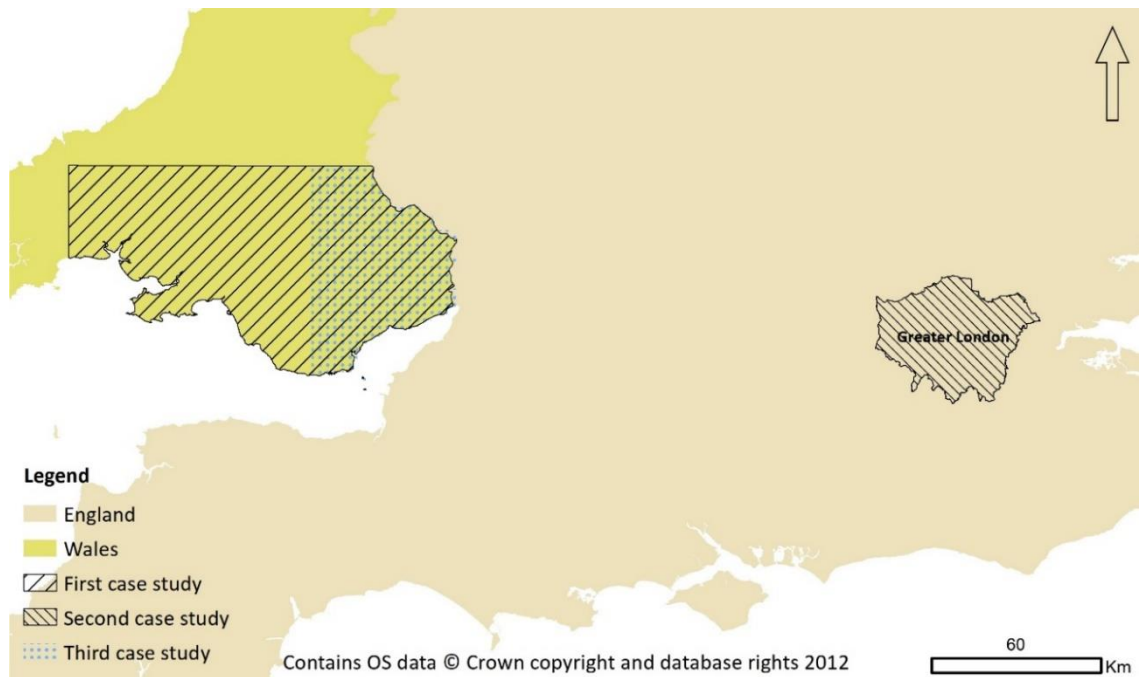 Greater London
Legend
England
Wales
First case study
Second case study
Third case study
Contains OS data © Crown copyright and database rights 2012
60
Km